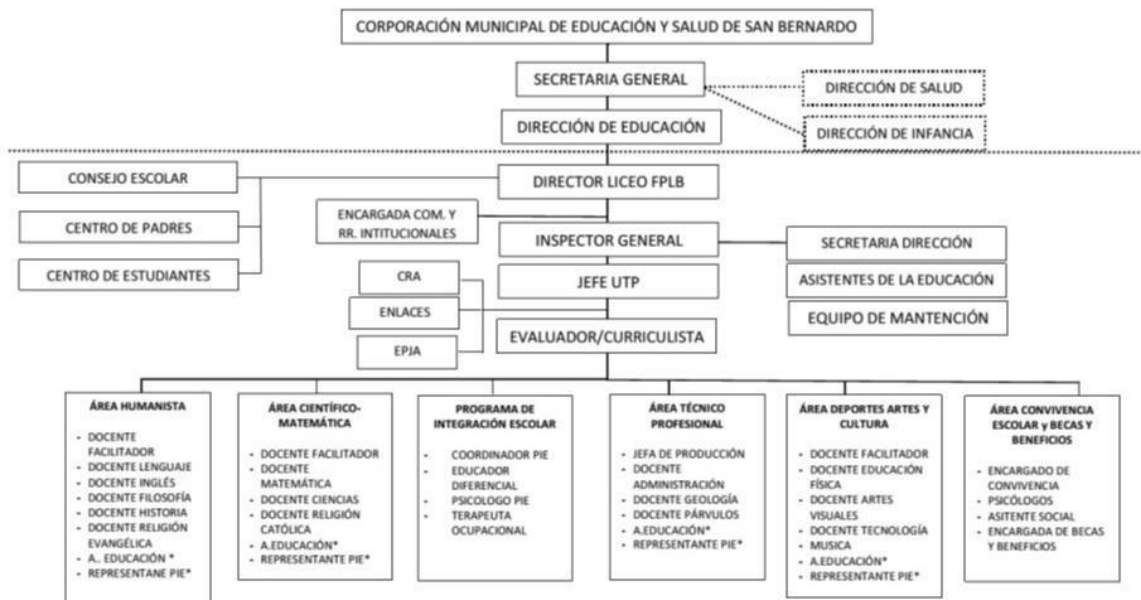 CORPORACIÓN MUNICIPAL DE EDUCACIÓN Y SALUD DE SAN BERNARDO
SECRETARIA GENERAL
DIRECCIÓN DE SALUD
DIRECCIÓN DE EDUCACIÓN
DIRECCIÓN DE INFANCIA
CONSEJO ESCOLAR
DIRECTOR LICEO FPLB
CENTRO DE PADRES
ENCARGADA COM. Y
RR. INTITUCIONALES
INSPECTOR GENERAL
SECRETARIA DIRECCIÓN
CENTRO DE ESTUDIANTES
CRA
JEFE UTP
ASISTENTES DE LA EDUCACIÓN
ENLACES
EQUIPO DE MANTENCIÓN
EVALUADOR/CURRICULISTA
EPJA
ÁREA HUMANISTA
- DOCENTE
FACILITADOR
- DOCENTE LENGUAJE
- DOCENTE INGLÉS
- DOCENTE FILOSOFÍA
- DOCENTE HISTORIA
- DOCENTE RELIGIÓN
EVANGÉLICA
- A.. EDUCACIÓN *
- REPRESENTANE PIE*
ÁREA CIENTÍFICO-
MATEMÁTICA
- DOCENTE FACILITADOR
- DOCENTE
MATEMÁTICA
- DOCENTE CIENCIAS
- DOCENTE RELIGIÓN
CATÓLICA
- A.EDUCACIÓN*
- REPRESENTANTE PIE*
PROGRAMA DE
INTEGRACIÓN ESCOLAR
- COORDINADOR PIE
- EDUCADOR
DIFERENCIAL
- PSICOLOGO PIE
- TERAPEUTA
OCUPACIONAL
ÁREA TÉCNICO
PROFESIONAL
- JEFA DE PRODUCCIÓN
- DOCENTE
ADMINISTRACIÓN
- DOCENTE GEOLOGÍA
- DOCENTE PÁRVULOS
- A.EDUCACIÓN*
- REPRESENTANTE PIE*
ÁREA DEPORTES ARTES Y
CULTURA
- DOCENTE FACILITADOR
- DOCENTE EDUCACIÓN
FÍSICA
- DOCENTE ARTES
VISUALES
- DOCENTE TECNOLOGÍA
- MUSICA
- A.EDUCACIÓN*
- REPRESENTANTE PIE*
ÁREA CONVIVENCIA
ESCOLAR y BECAS Y
BENEFICIOS
- ENCARGADO DE
CONVIVENCIA
- PSICÓLOGOS
- ASITENTE SOCIAL
- ENCARGADA DE BECAS
Y BENEFICIOS